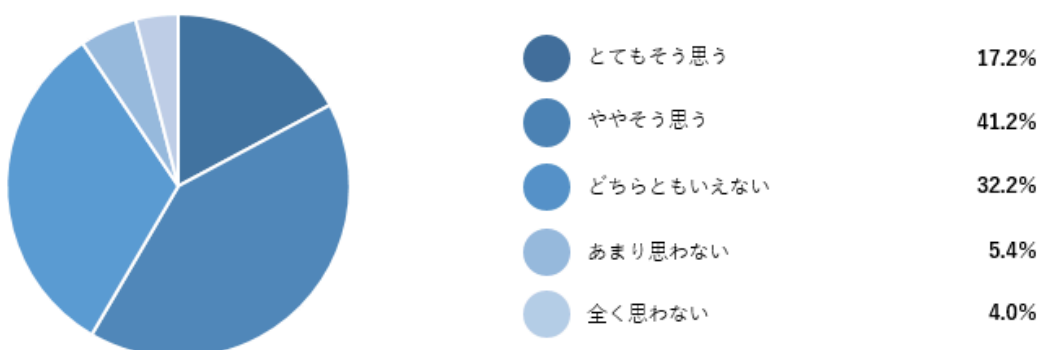 とてもそう思う 17.2%
ややそう思う 41.2%
どちらともいえない 32.2%
あまり思わない 5.4%
全く思わない 4.0%